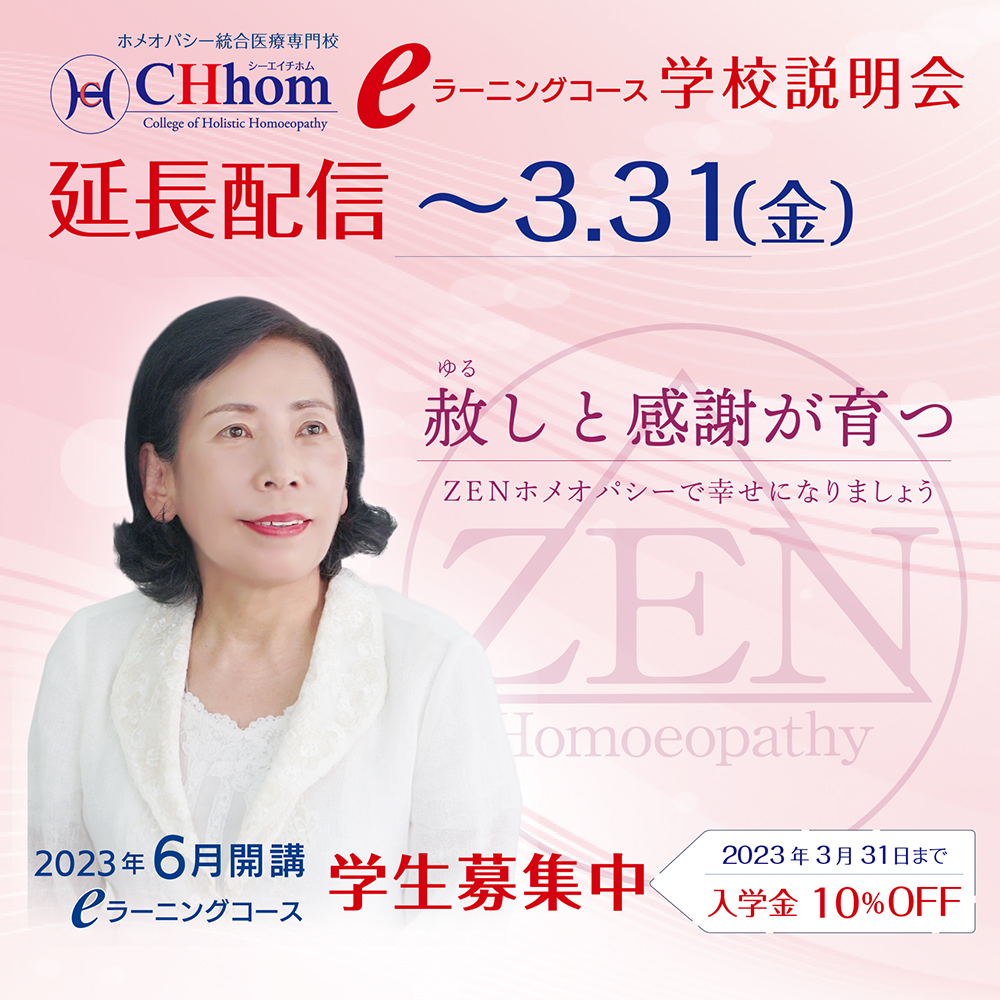 ホメオパシー統合医療専門校
シーエイチホム
CHhom
College of Holistic Homoeopathy
eラーニングコース 学校説明会
延長配信 〜3.31(金)
ゆる
赦しと感謝が育つ
ZENホメオパシーで幸せになりましょう
ZEN
Homoeopathy
2023年6月開講
eラーニングコース
学生募集中
2023年3月31日まで
入学金 10%OFF